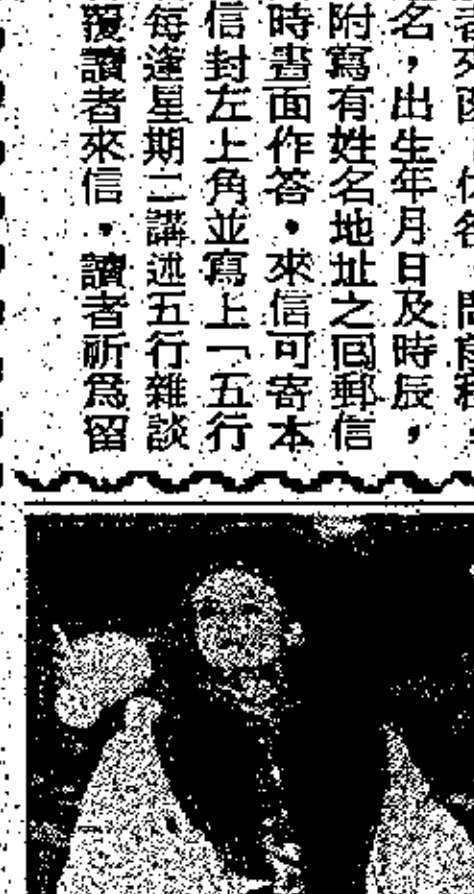 名，出生年月日及時辰，
附寫有姓名地址之囘郵信
時晝面作答。來信可寄本
信封左上角並寫上「五行
每逢星期二講述五行雜談
覆讀者來信，讀者祈爲留